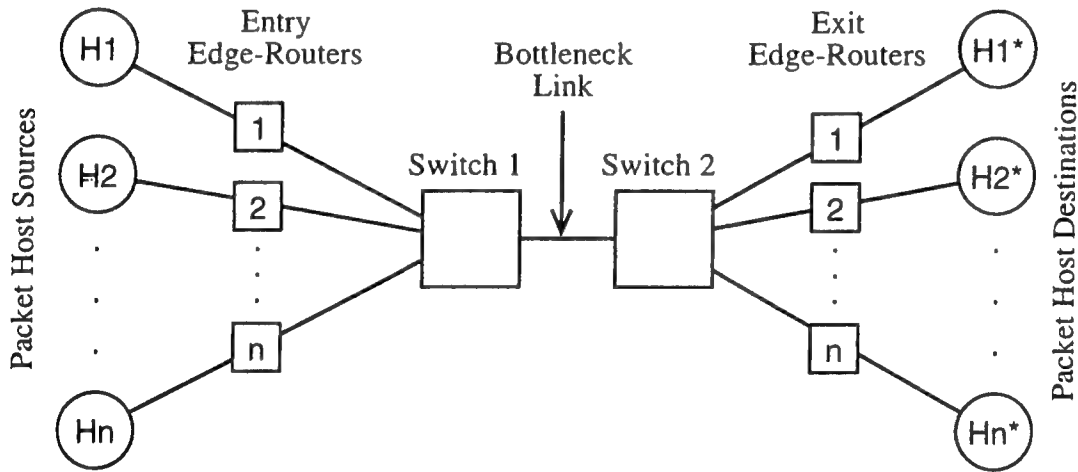 Entry
Edge-Routers
Exit
Edge-Routers
Bottleneck
Link
Packet Host Sources
Packet Host Destinations
H1
H1*
1
1
Switch 1
Switch 2
H2
H2*
2
2
n
n
Hn
Hn*